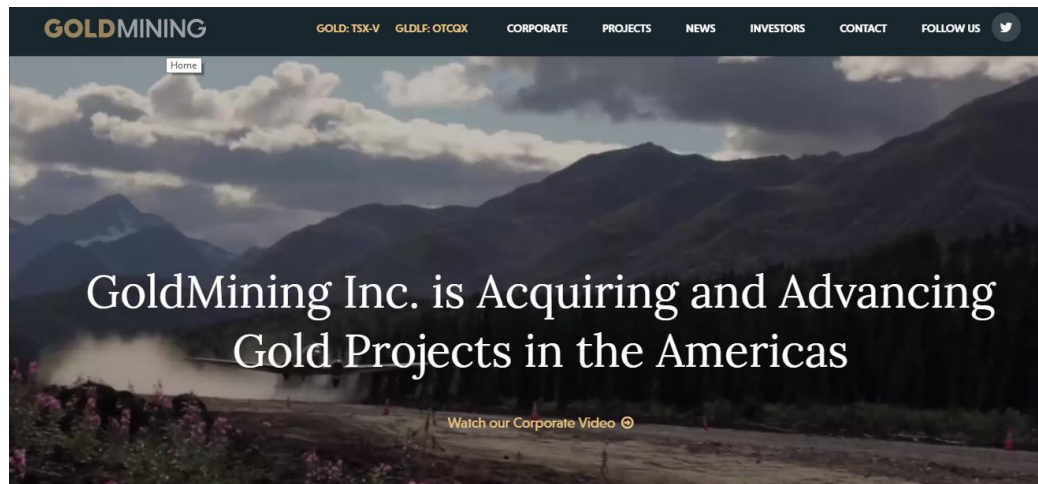 GOLDMINING
GOLD: TSX-V GLDLF: OTCQX CORPORATE PROJECTS NEWS INVESTORS CONTACT FOLLOW US
Home
GoldMining Inc. is Acquiring and Advancing
Gold Projects in the Americas
Watch our Corporate Video